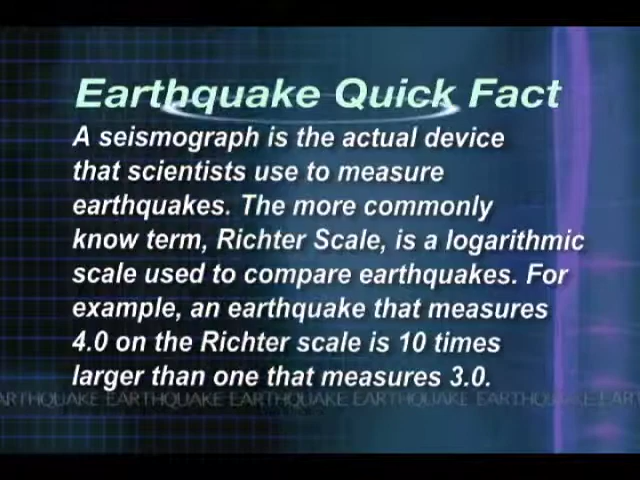 Earthquake Quick Fact
A seismograph is the actual device
that scientists use to measure
earthquakes. The more commonly
know term, Richter Scale, is a logarithmic
scale used to compare earthquakes. For
example, an earthquake that measures
4.0 on the Richter scale is 10 times
larger than one that measures 3.0.
ARTHQUAKE EARTHQUAKE EARTHQUAKE EARTHQUAKE EARTHQUAKE EARTH